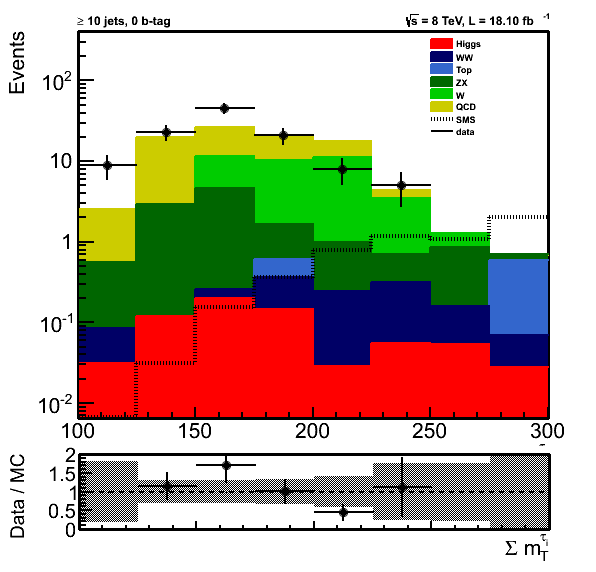 ≥ 10 jets, 0 b-tag
√s = 8 TeV, L = 18.10 fb⁻¹
Events
Higgs
WW
Top
ZX
W
QCD
SMS
data
10²
10
1
10⁻¹
10⁻²
100 150 200 250 300
Data / MC
2
1.5
1
0.5
0
Σ m_T^τᵢ